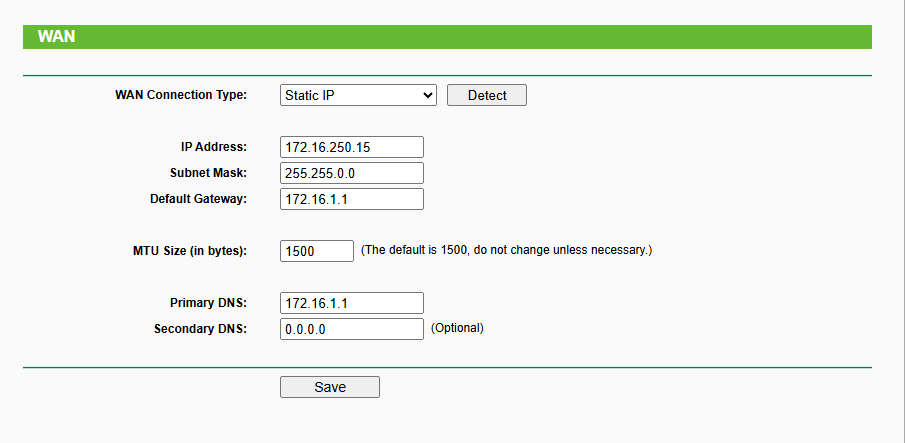 WAN
WAN Connection Type: Static IP Detect
IP Address: 172.16.250.15
Subnet Mask: 255.255.0.0
Default Gateway: 172.16.1.1
MTU Size (in bytes): 1500 (The default is 1500, do not change unless necessary.)
Primary DNS: 172.16.1.1
Secondary DNS: 0.0.0.0 (Optional)
Save